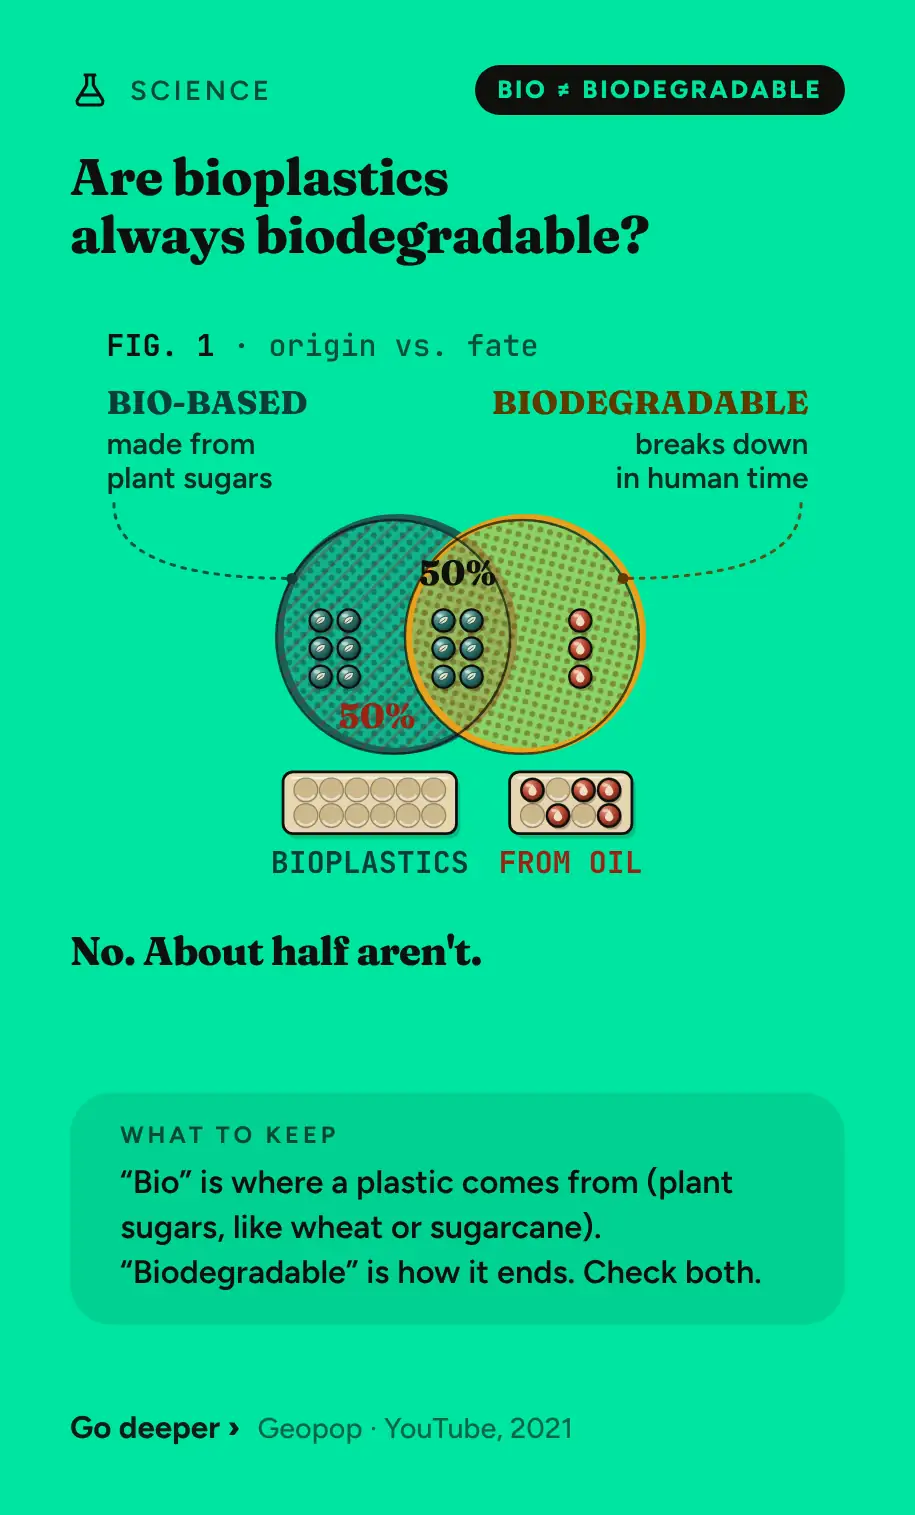 SCIENCE
BIO ≠ BIODEGRADABLE
Are bioplastics
always biodegradable?
FIG. 1 · origin vs. fate
BIO-BASED
made from
plant sugars
BIODEGRADABLE
breaks down
in human time
50%
50%
BIOPLASTICS
FROM OIL
No. About half aren't.
WHAT TO KEEP
“Bio” is where a plastic comes from (plant
sugars, like wheat or sugarcane).
“Biodegradable” is how it ends. Check both.
Go deeper › Geopop · YouTube, 2021